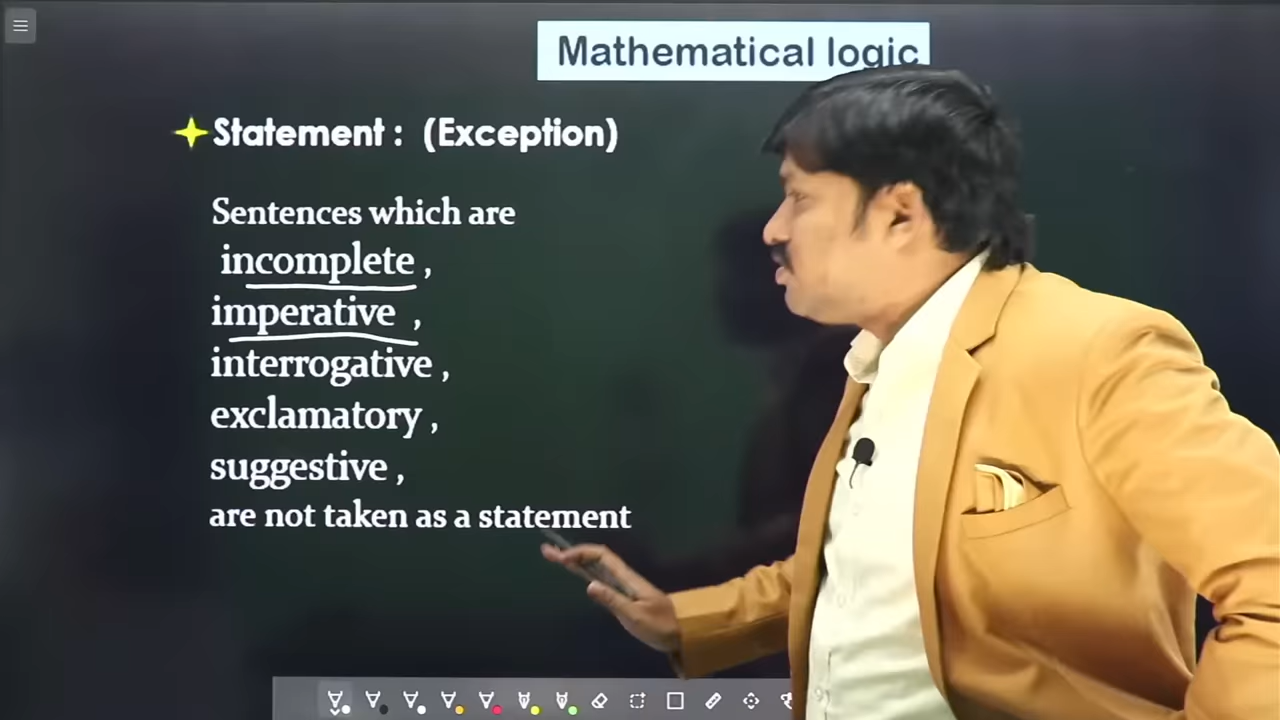 Mathematical logic
Statement : (Exception)
Sentences which are
incomplete ,
imperative ,
interrogative ,
exclamatory ,
suggestive ,
are not taken as a statement